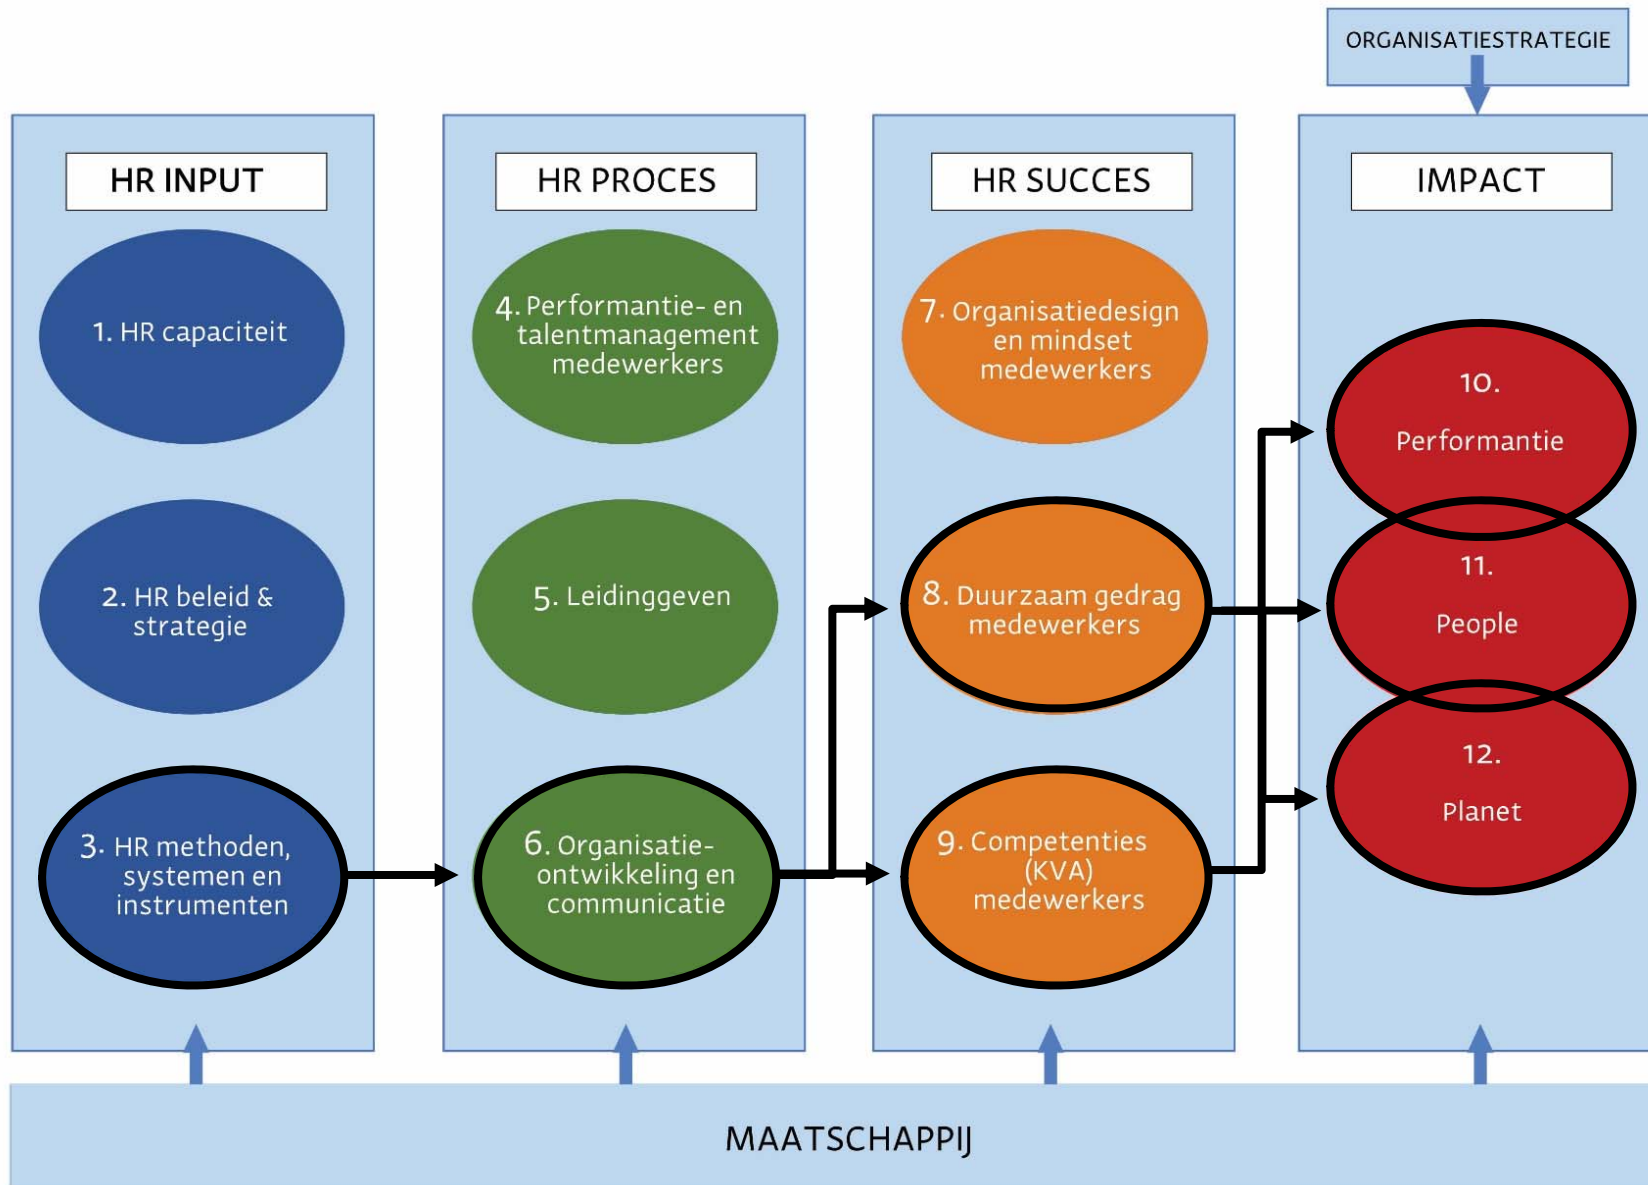 ORGANISATIESTRATEGIE
HR INPUT
1. HR capaciteit
2. HR beleid &
strategie
3. HR methoden,
systemen en
instrumenten
HR PROCES
4. Performantie- en
talentmanagement
medewerkers
5. Leidinggeven
6. Organisatie-
ontwikkeling en
communicatie
HR SUCCES
7. Organisatiedesign
en mindset
medewerkers
8. Duurzaam gedrag
medewerkers
9. Competenties
(KVA)
medewerkers
IMPACT
10.
Performantie
11.
People
12.
Planet
MAATSCHAPPIJ